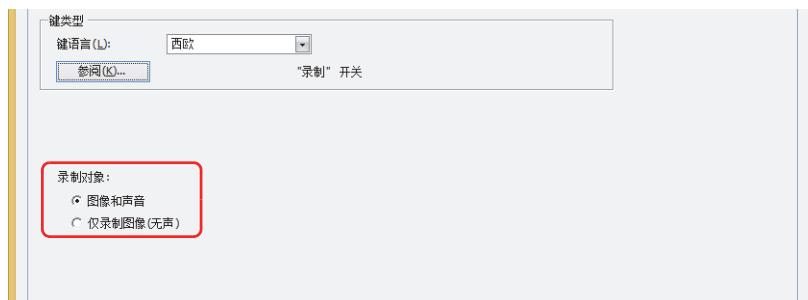 键类型
键语言(L): 西欧
参阅(K)... "录制" 开关
录制对象:
图像和声音
仅录制图像(无声)